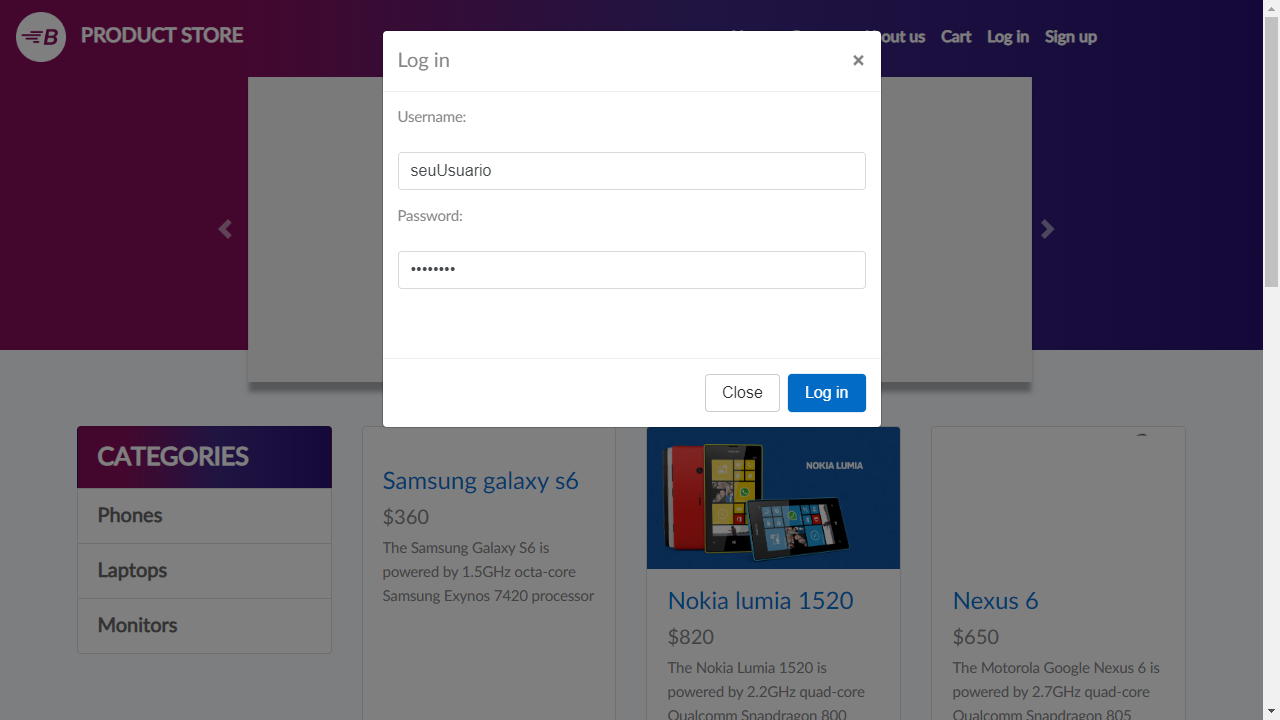 B PRODUCT STORE
out us Cart Log in Sign up
Log in ×
Username:
seuUsuario
Password:
••••••••
Close Log in
CATEGORIES
Phones
Laptops
Monitors
Samsung galaxy s6
$360
The Samsung Galaxy S6 is
powered by 1.5GHz octa-core
Samsung Exynos 7420 processor
NOKIA LUMIA
Nokia lumia 1520
$820
The Nokia Lumia 1520 is
powered by 2.2GHz quad-core
Qualcomm Snapdragon 800
Nexus 6
$650
The Motorola Google Nexus 6 is
powered by 2.7GHz quad-core
Qualcomm Snapdragon 805